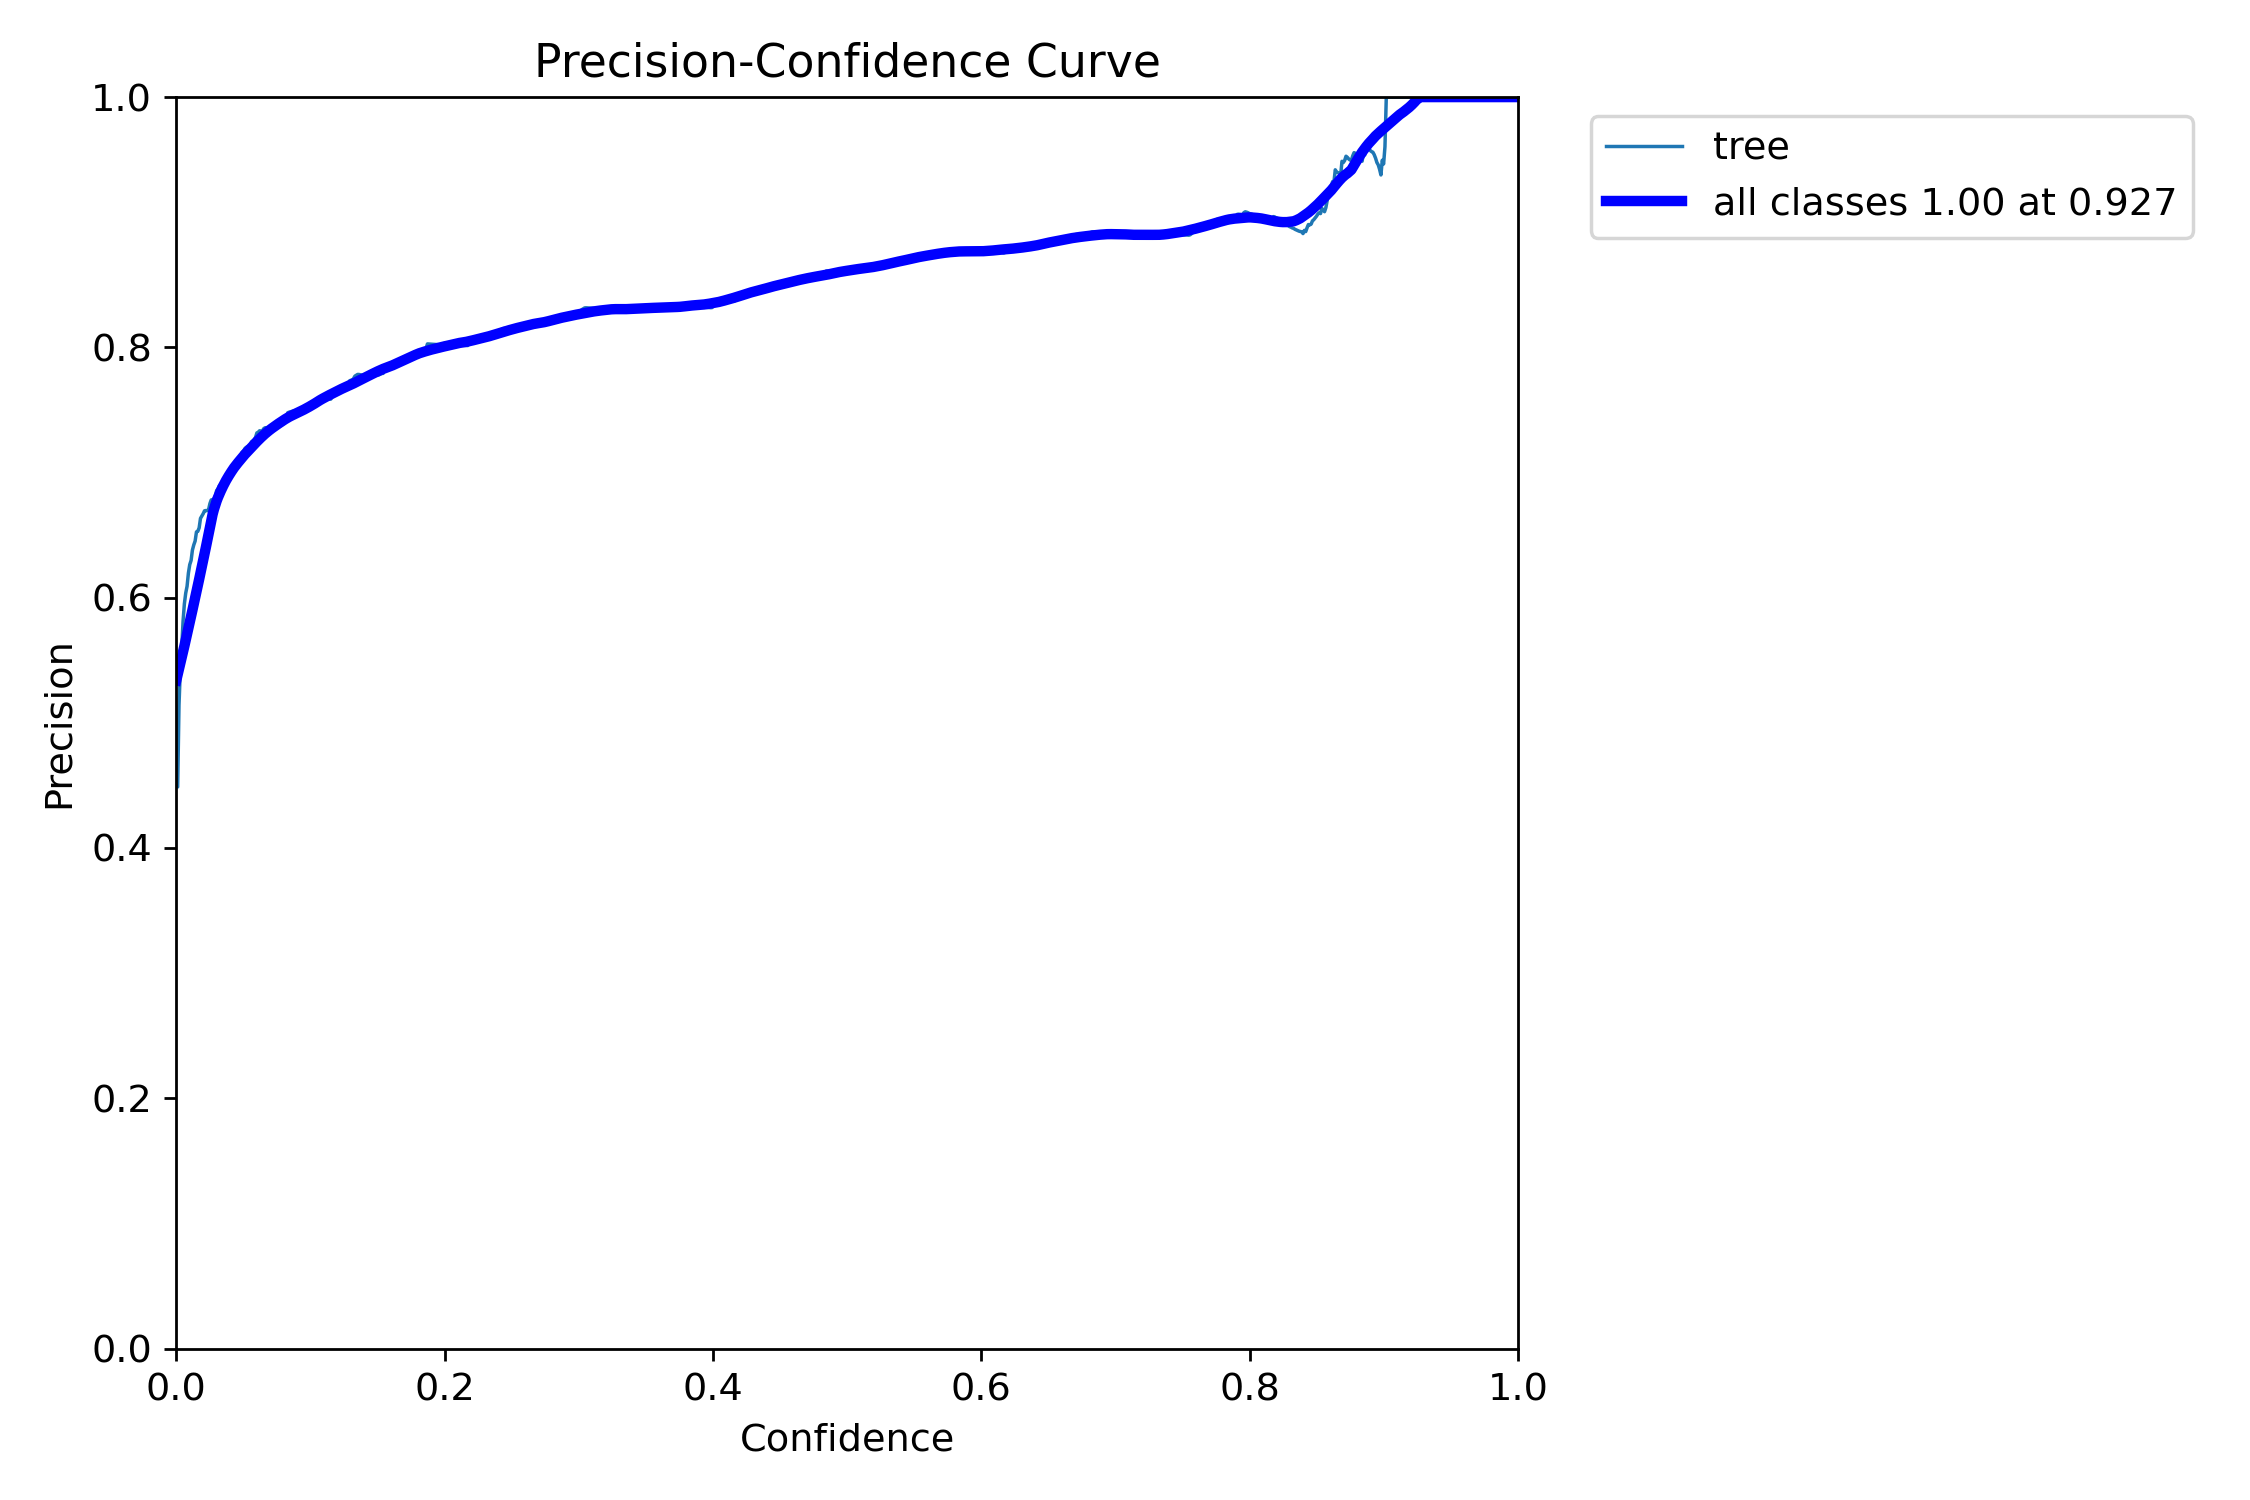 Precision-Confidence Curve
1.0
0.8
0.6
0.4
0.2
0.0
Precision
0.0 0.2 0.4 0.6 0.8 1.0
Confidence
tree
all classes 1.00 at 0.927